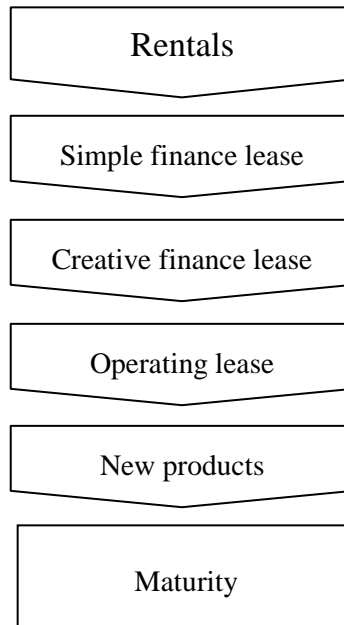 Rentals
Simple finance lease
Creative finance lease
Operating lease
New products
Maturity